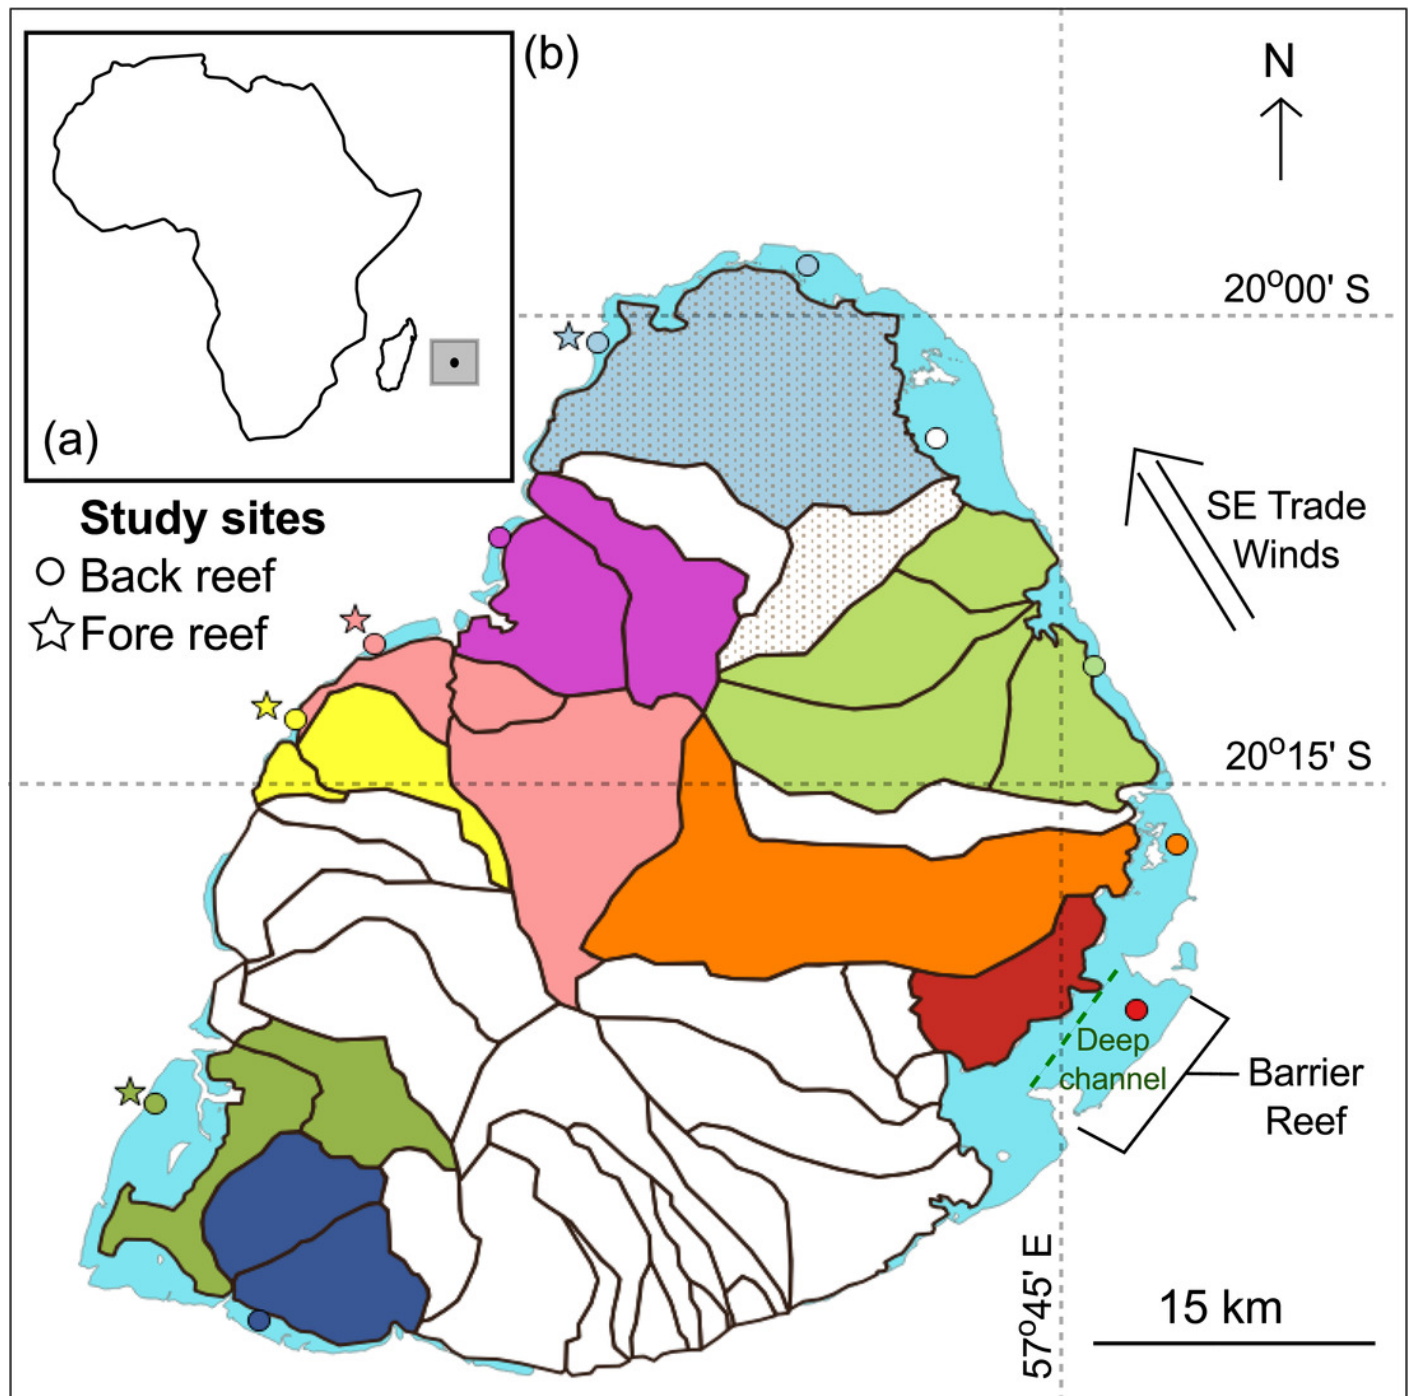 (b)
N
(a)
20°00' S
Study sites
Back reef
Fore reef
SE Trade
Winds
20°15' S
Deep
channel
Barrier
Reef
57°45' E
15 km